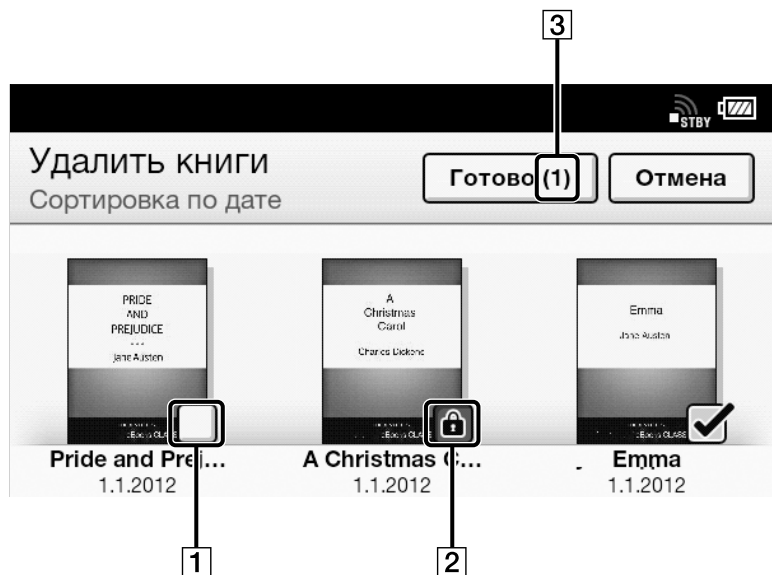 3
STBY
Удалить книги
Сортировка по дате
Готово (1)
Отмена
PRIDE
AND
PREJUDICE
Jane Austen
A
Christmas
Carol
Charles Dickens
Emma
Jane Austen
Pride and Prej...
1.1.2012
A Christmas C...
1.1.2012
Emma
1.1.2012
1
2